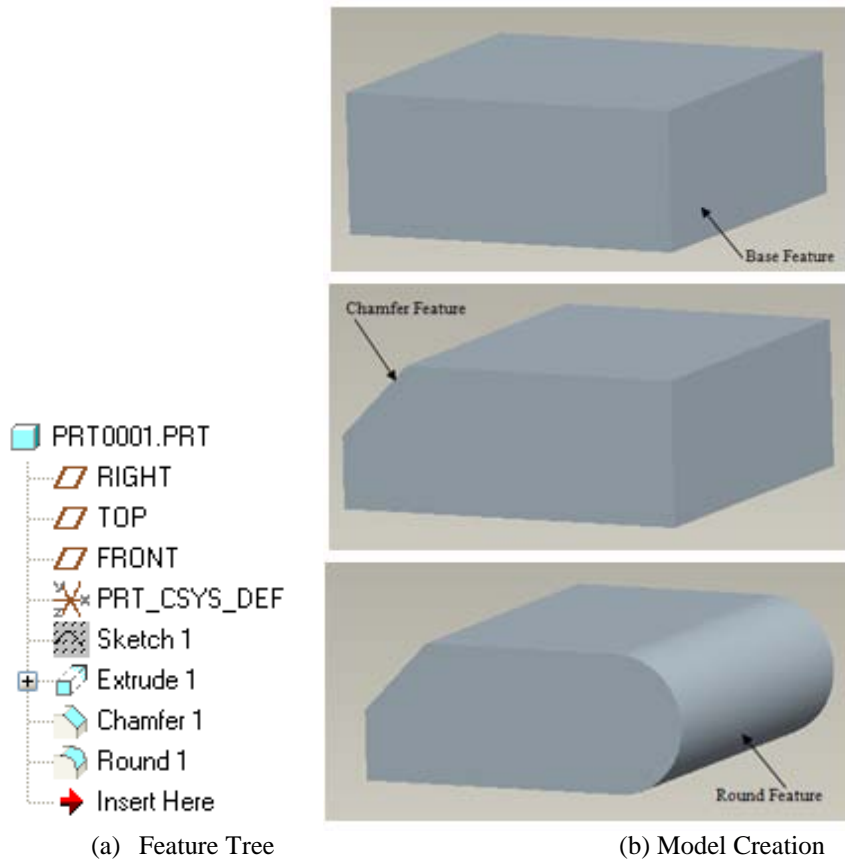 Base Feature
Chamfer Feature
PRT0001.PRT
RIGHT
TOP
FRONT
PRT_CSYS_DEF
Sketch 1
Extrude 1
Chamfer 1
Round 1
Insert Here
Round Feature
(a) Feature Tree
(b) Model Creation